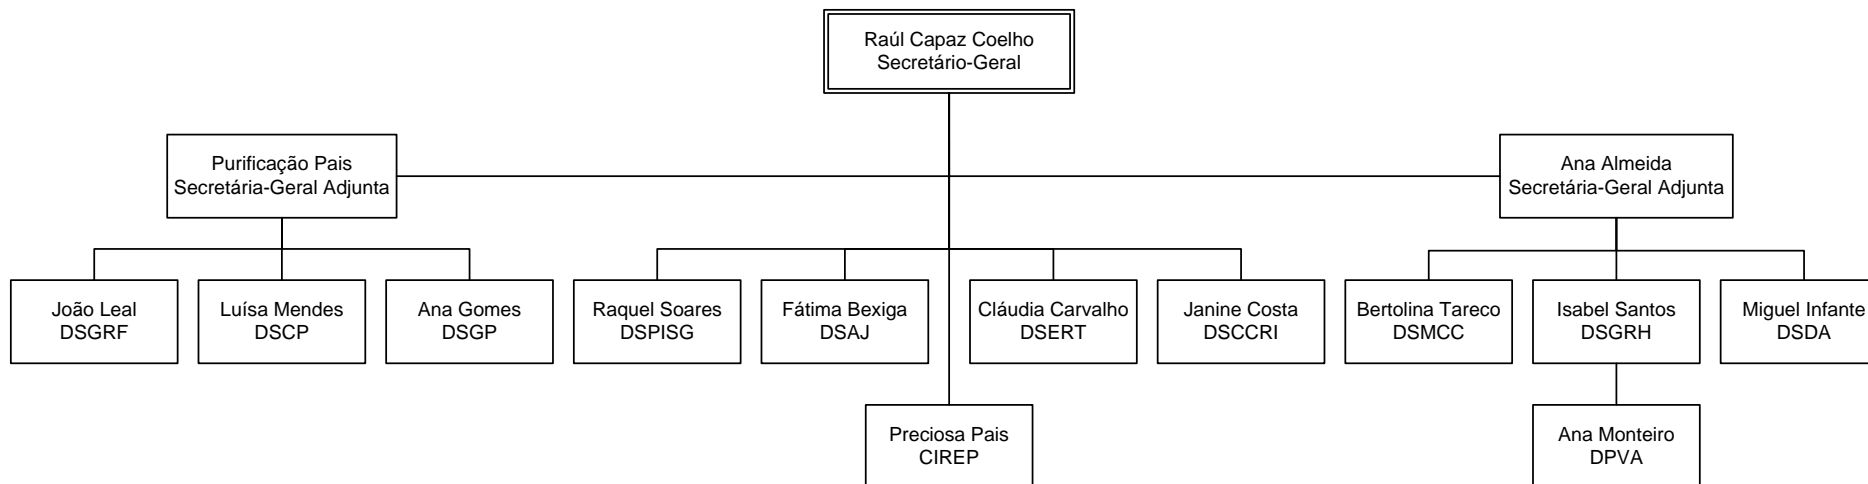 Raúl Capaz Coelho
Secretário-Geral
Purificação Pais
Secretária-Geral Adjunta
Ana Almeida
Secretária-Geral Adjunta
João Leal
DSGRF
Luísa Mendes
DSCP
Ana Gomes
DSGP
Raquel Soares
DSPISG
Fátima Bexiga
DSAJ
Cláudia Carvalho
DSERT
Janine Costa
DSCCRI
Bertolina Tareco
DSMCC
Isabel Santos
DSGRH
Miguel Infante
DSDA
Preciosa Pais
CIREP
Ana Monteiro
DPVA